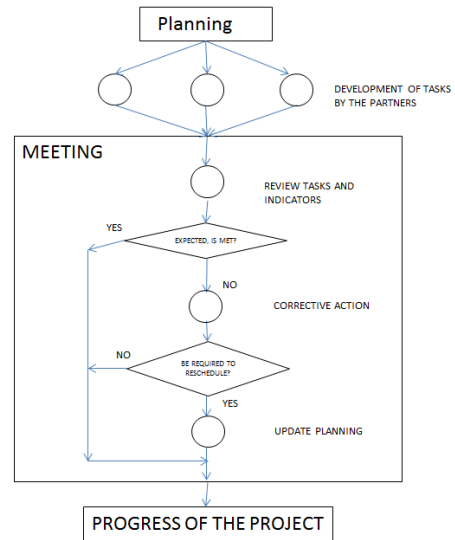 Planning
DEVELOPMENT OF TASKS
BY THE PARTNERS
MEETING
REVIEW TASKS AND
INDICATORS
YES
EXPECTED, IS MET?
NO
CORRECTIVE ACTION
NO
BE REQUIRED TO
RESCHEDULE?
YES
UPDATE PLANNING
PROGRESS OF THE PROJECT